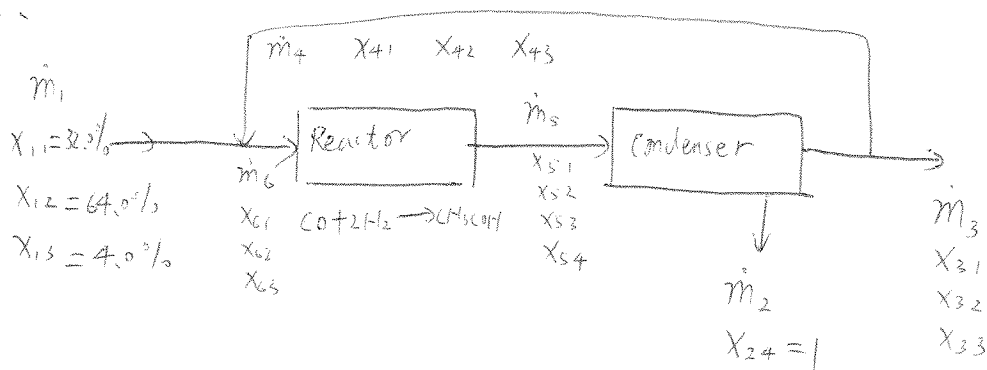 ṁ4 X41 X42 X43
ṁ1
X11 = 32.0%
X12 = 64.0%
X13 = 4.0%
ṁ6
X61
X62
X63
Reactor
CO + 2H2 → CH3COH
ṁ5
X51
X52
X53
X54
Condenser
ṁ2
X24 = 1
ṁ3
X31
X32
X33